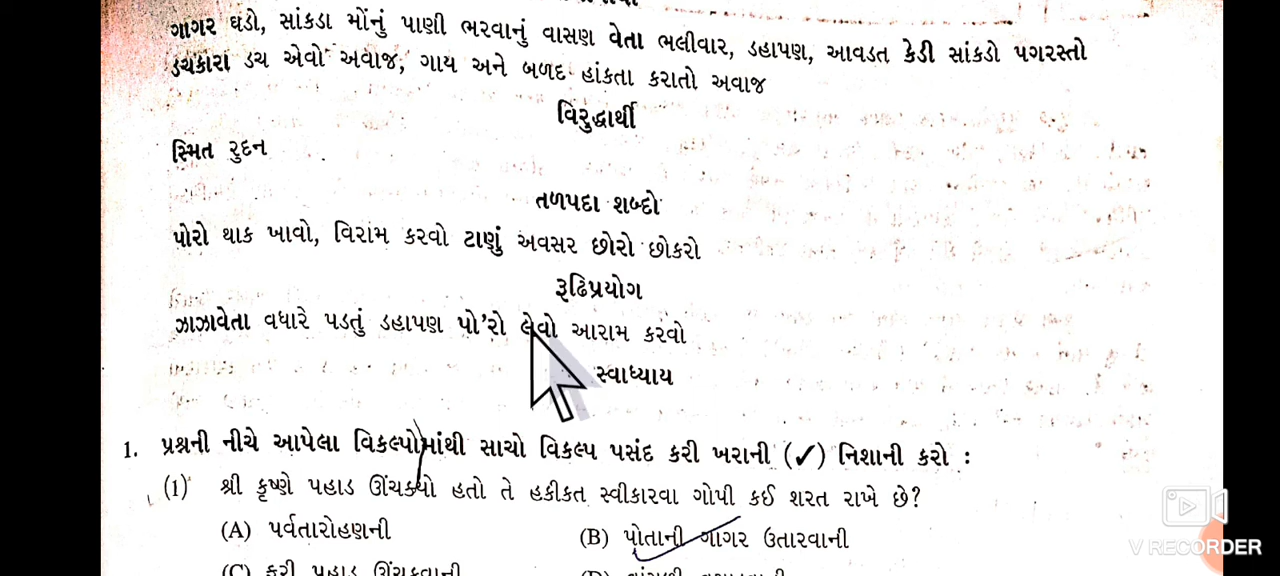 ગાગર ઘડો, સાંકડા મોંનું પાણી ભરવાનું વાસણ વેતા ભલીવાર, ડહાપણ, આવડત કેડી સાંકડો પગરસ્તો
ડચકારા ડચ એવો અવાજ, ગાય અને બળદ હાંકતા કરાતો અવાજ
વિરુદ્ધાર્થી
સ્મિત રુદન
તળપદા શબ્દો
પોરો થાક ખાવો, વિરામ કરવો ટાણું અવસર છોરો છોકરો
રૂઢિપ્રયોગ
ઝાઝાવેતા વધારે પડતું ડહાપણ પો'રો લેવો આરામ કરવો
સ્વાધ્યાય
1. પ્રશ્નની નીચે આપેલા વિકલ્પોમાંથી સાચો વિકલ્પ પસંદ કરી ખરાની (✓) નિશાની કરો :
(1) શ્રી કૃષ્ણે પહાડ ઊંચક્યો હતો તે હકીકત સ્વીકારવા ગોપી કઈ શરત રાખે છે?
(A) પર્વતારોહણની (B) પોતાની ગાગર ઉતારવાની
(C) ફરી પહાડ ઊંચકવાની
V RECORDER